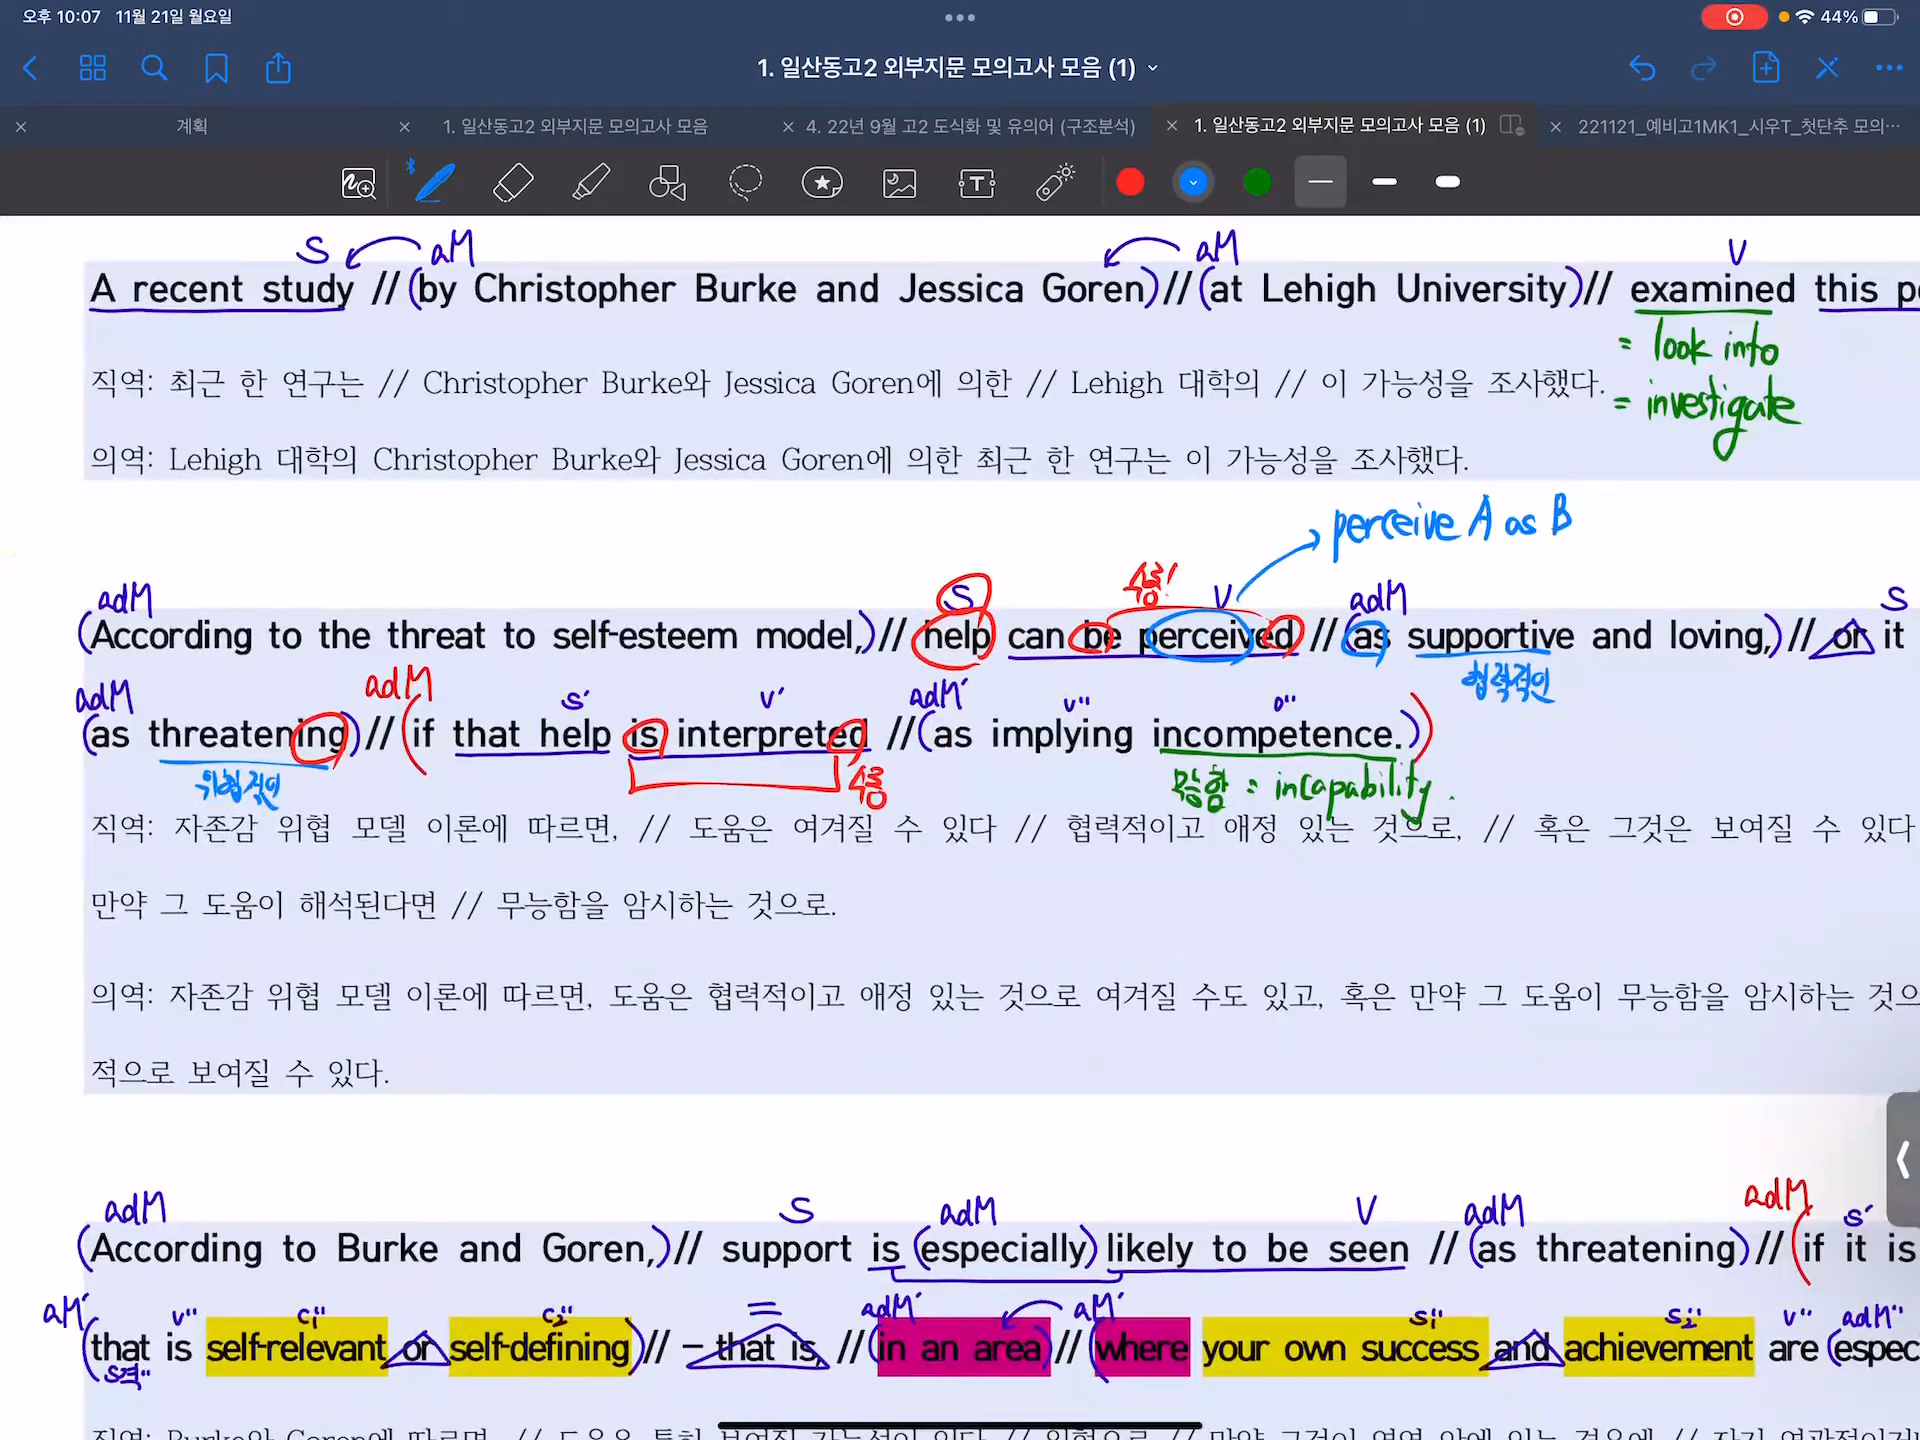 오후 10:07 11월 21일 월요일
44%
1. 일산동고2 외부지문 모의고사 모음 (1)
계획
1. 일산동고2 외부지문 모의고사 모음
4. 22년 9월 고2 도식화 및 유의어 (구조분석)
1. 일산동고2 외부지문 모의고사 모음 (1)
221121_예비고1MK1_시우T_첫단추 모의…
S aM aM V
A recent study // (by Christopher Burke and Jessica Goren) // (at Lehigh University) // examined this p
= look into
직역: 최근 한 연구는 // Christopher Burke와 Jessica Goren에 의한 // Lehigh 대학의 // 이 가능성을 조사했다.
= investigate
의역: Lehigh 대학의 Christopher Burke와 Jessica Goren에 의한 최근 한 연구는 이 가능성을 조사했다.
perceive A as B
adM S 수동! V adM S
(According to the threat to self-esteem model,) // help can be perceived // (as supportive and loving,) // or it
협력적인
adM adM s' v' adM' v'' o''
(as threatening) // (if that help is interpreted // (as implying incompetence.))
위협적인 수동 무능함 = incapability.
직역: 자존감 위협 모델 이론에 따르면, // 도움은 여겨질 수 있다 // 협력적이고 애정 있는 것으로, // 혹은 그것은 보여질 수 있다
만약 그 도움이 해석된다면 // 무능함을 암시하는 것으로.
의역: 자존감 위협 모델 이론에 따르면, 도움은 협력적이고 애정 있는 것으로 여겨질 수도 있고, 혹은 만약 그 도움이 무능함을 암시하는 것으
적으로 보여질 수 있다.
adM S adM V adM adM s'
(According to Burke and Goren,) // support is (especially) likely to be seen // (as threatening) // (if it is
aM' v'' c1'' c2'' = adM' aM' s1'' s2'' v'' adM''
(that is self-relevant or self-defining) // – that is, // (in an area) // (where your own success and achievement are (espec
s격''